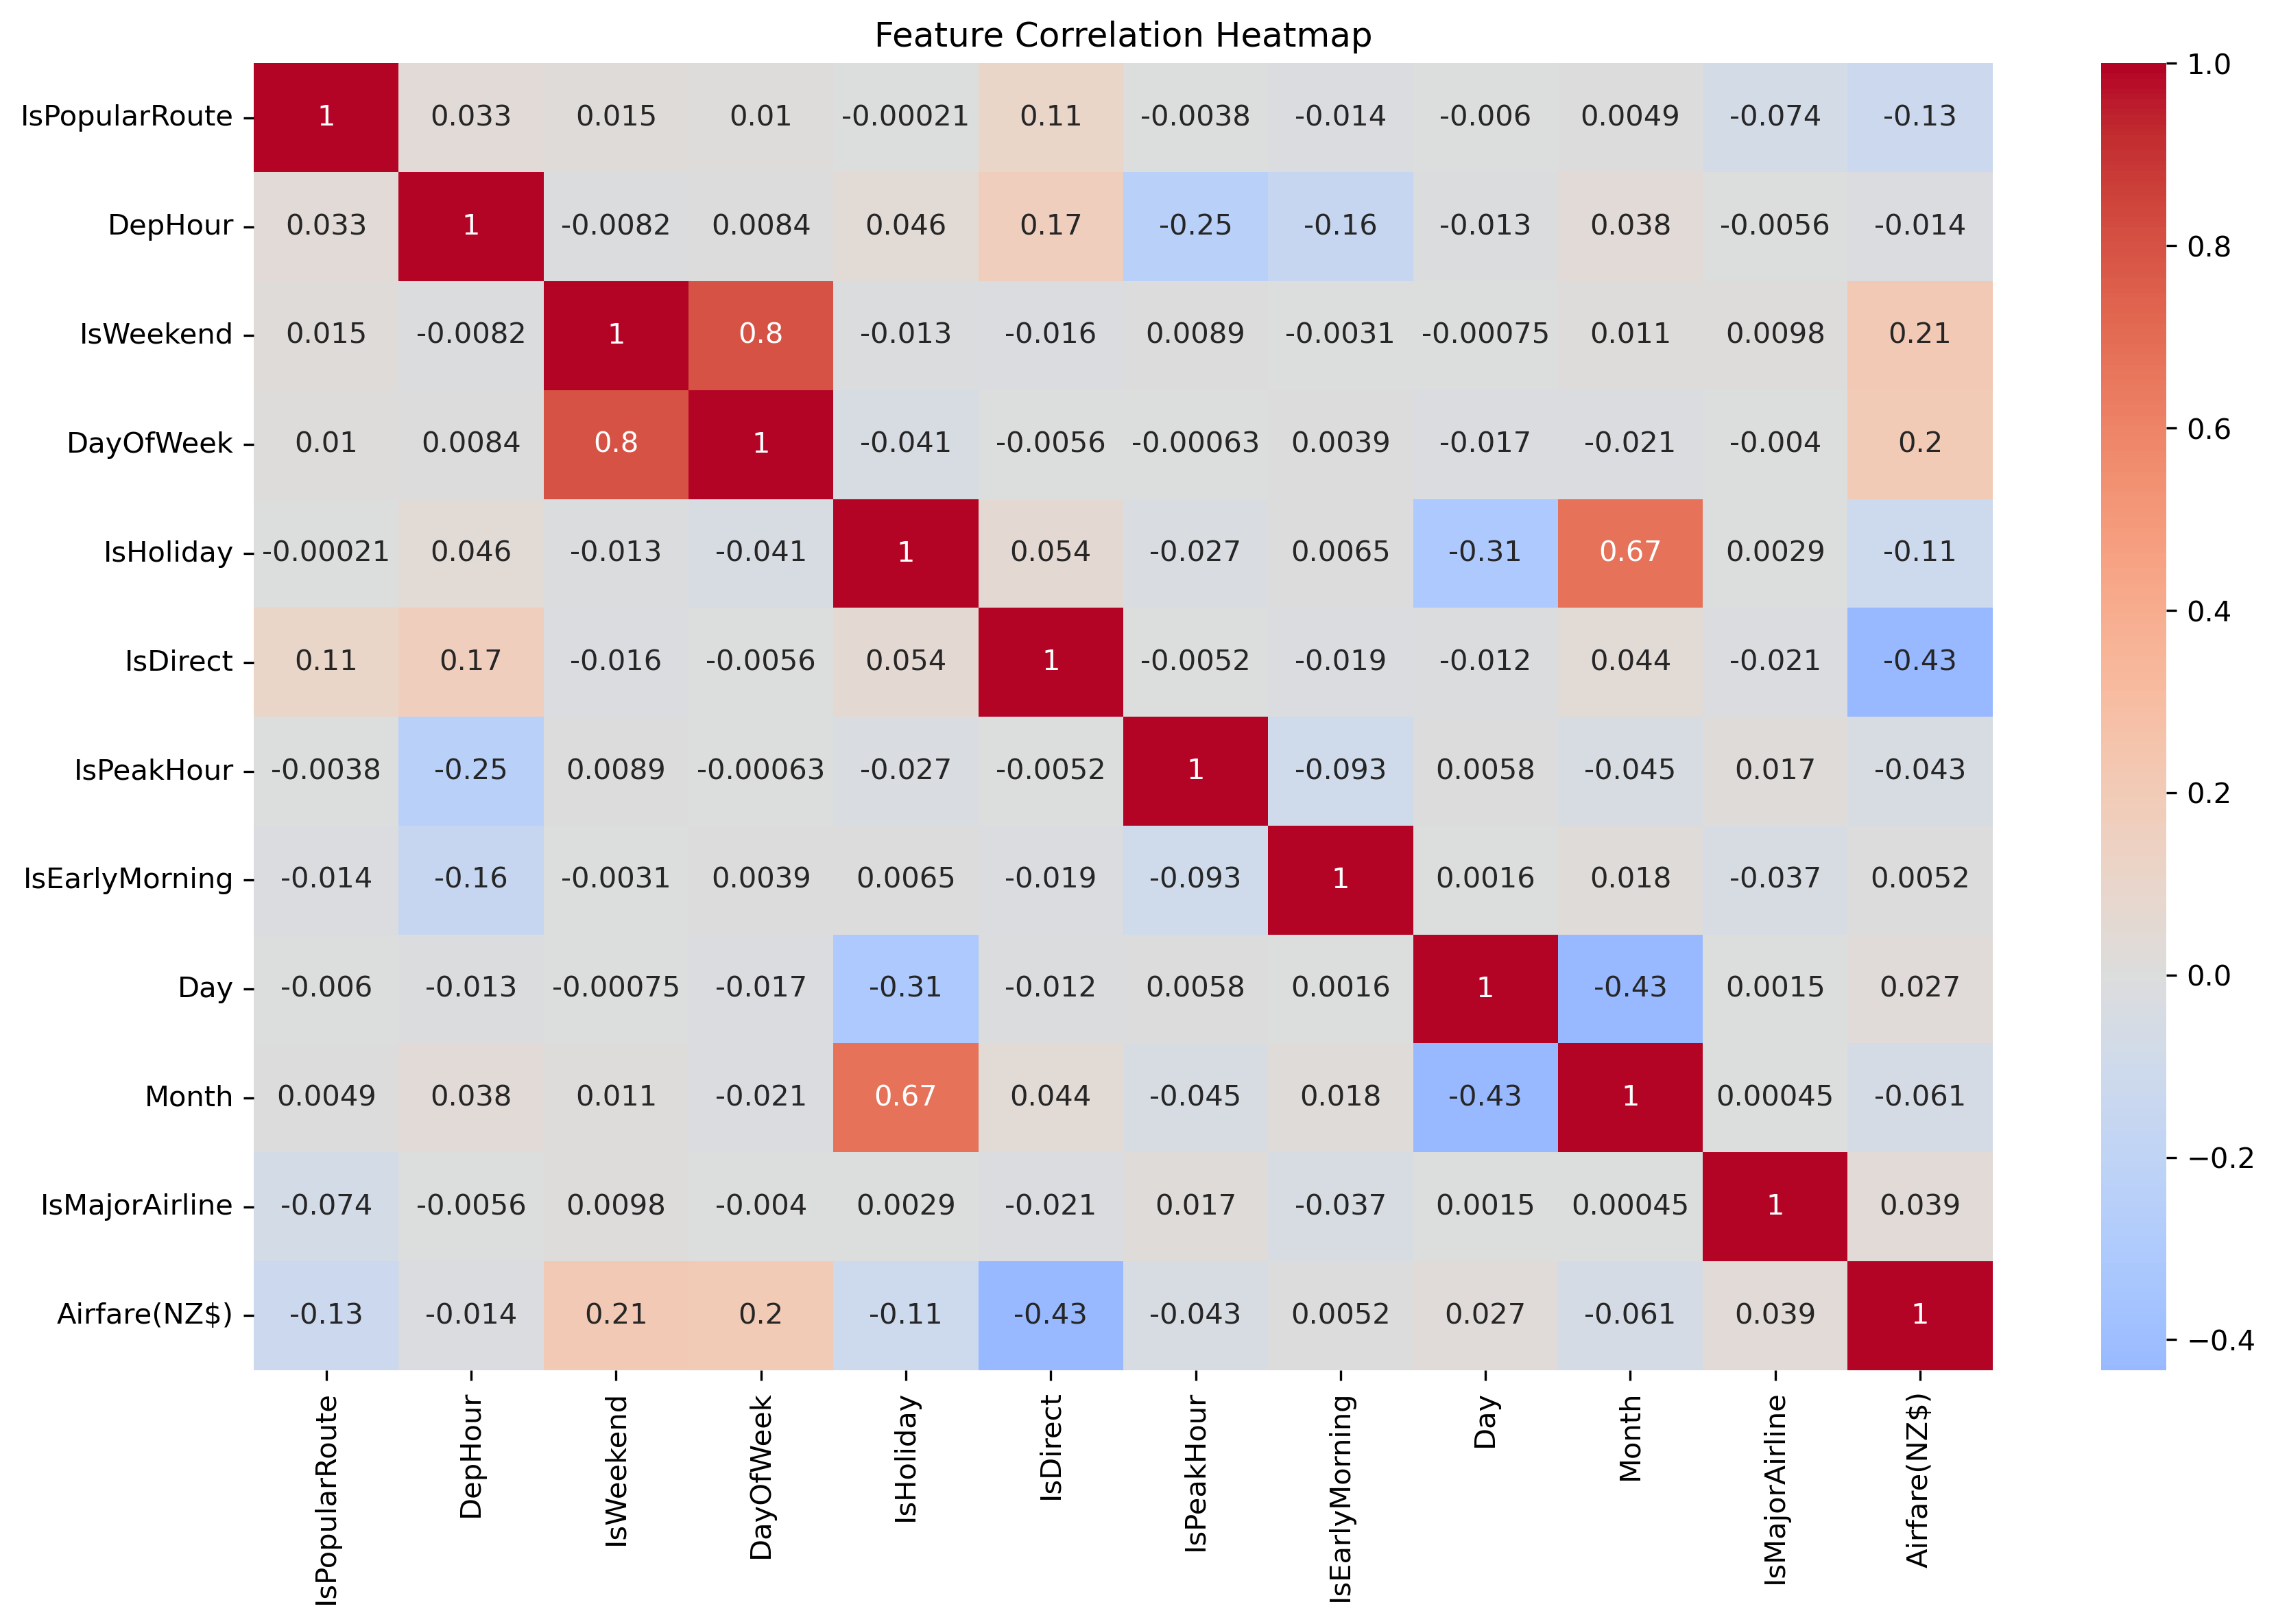 Feature Correlation Heatmap
IsPopularRoute 1 0.033 0.015 0.01 -0.00021 0.11 -0.0038 -0.014 -0.006 0.0049 -0.074 -0.13
DepHour 0.033 1 -0.0082 0.0084 0.046 0.17 -0.25 -0.16 -0.013 0.038 -0.0056 -0.014
IsWeekend 0.015 -0.0082 1 0.8 -0.013 -0.016 0.0089 -0.0031 -0.00075 0.011 0.0098 0.21
DayOfWeek 0.01 0.0084 0.8 1 -0.041 -0.0056 -0.00063 0.0039 -0.017 -0.021 -0.004 0.2
IsHoliday -0.00021 0.046 -0.013 -0.041 1 0.054 -0.027 0.0065 -0.31 0.67 0.0029 -0.11
IsDirect 0.11 0.17 -0.016 -0.0056 0.054 1 -0.0052 -0.019 -0.012 0.044 -0.021 -0.43
IsPeakHour -0.0038 -0.25 0.0089 -0.00063 -0.027 -0.0052 1 -0.093 0.0058 -0.045 0.017 -0.043
IsEarlyMorning -0.014 -0.16 -0.0031 0.0039 0.0065 -0.019 -0.093 1 0.0016 0.018 -0.037 0.0052
Day -0.006 -0.013 -0.00075 -0.017 -0.31 -0.012 0.0058 0.0016 1 -0.43 0.0015 0.027
Month 0.0049 0.038 0.011 -0.021 0.67 0.044 -0.045 0.018 -0.43 1 0.00045 -0.061
IsMajorAirline -0.074 -0.0056 0.0098 -0.004 0.0029 -0.021 0.017 -0.037 0.0015 0.00045 1 0.039
Airfare(NZ$) -0.13 -0.014 0.21 0.2 -0.11 -0.43 -0.043 0.0052 0.027 -0.061 0.039 1
IsPopularRoute
DepHour
IsWeekend
DayOfWeek
IsHoliday
IsDirect
IsPeakHour
IsEarlyMorning
Day
Month
IsMajorAirline
Airfare(NZ$)
1.0
0.8
0.6
0.4
0.2
0.0
−0.2
−0.4